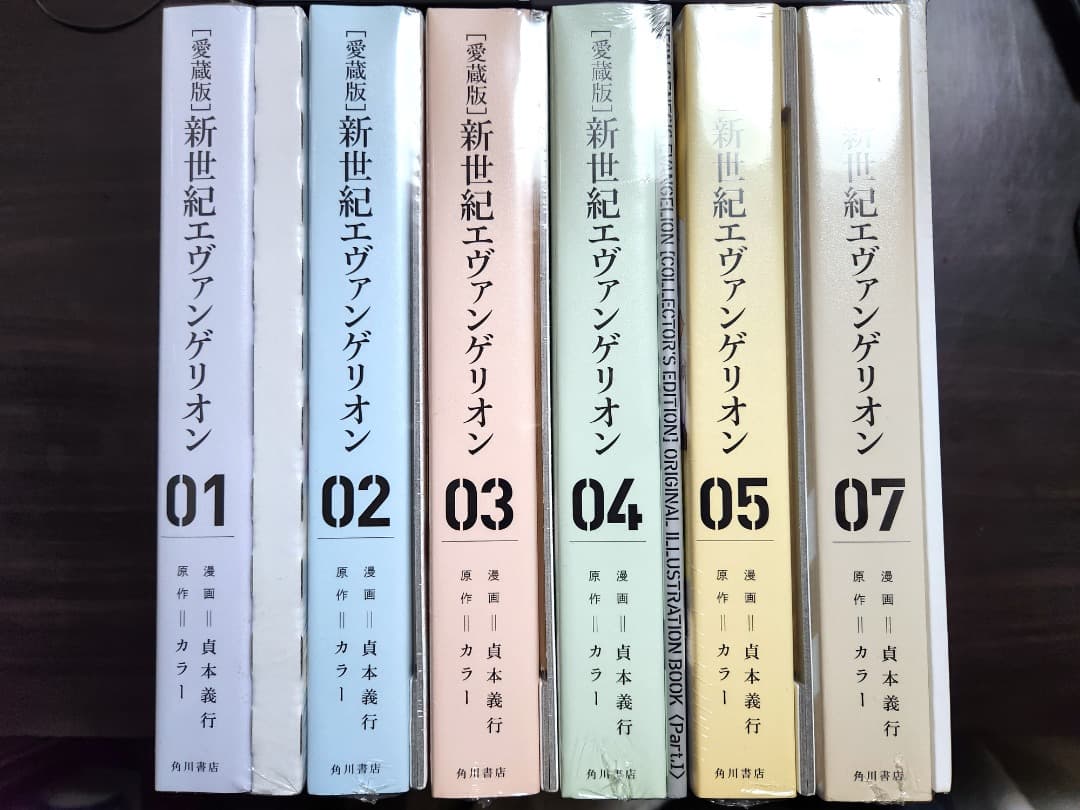 [愛蔵版]新世紀エヴァンゲリオン
01
漫画=貞本義行
原作=カラー
角川書店
[愛蔵版]新世紀エヴァンゲリオン
02
漫画=貞本義行
原作=カラー
角川書店
[愛蔵版]新世紀エヴァンゲリオン
03
漫画=貞本義行
原作=カラー
角川書店
[愛蔵版]新世紀エヴァンゲリオン
04
漫画=貞本義行
原作=カラー
角川書店
EVANGELION [COLLECTOR'S EDITION] ORIGINAL ILLUSTRATION BOOK 〈Part.1〉
新世紀エヴァンゲリオン
05
漫画=貞本義行
原作=カラー
角川書店
新世紀エヴァンゲリオン
07
漫画=貞本義行
原作=カラー
角川書店